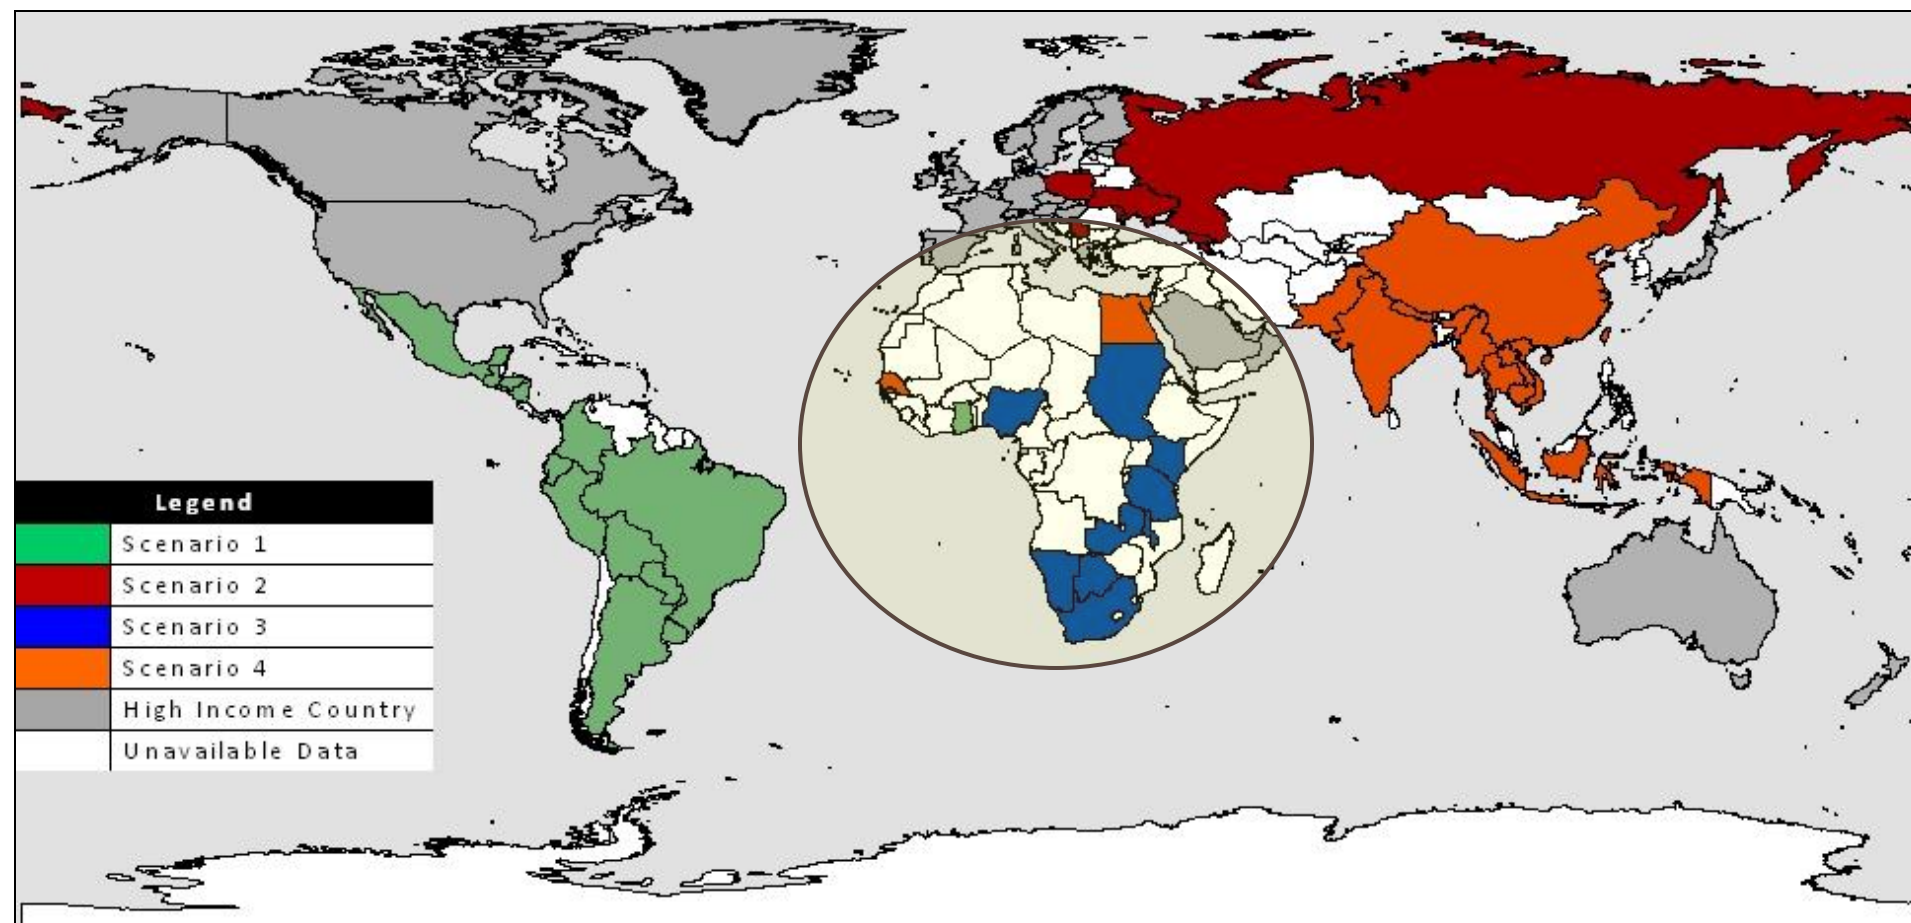 Legend
Scenario 1
Scenario 2
Scenario 3
Scenario 4
High Income Country
Unavailable Data